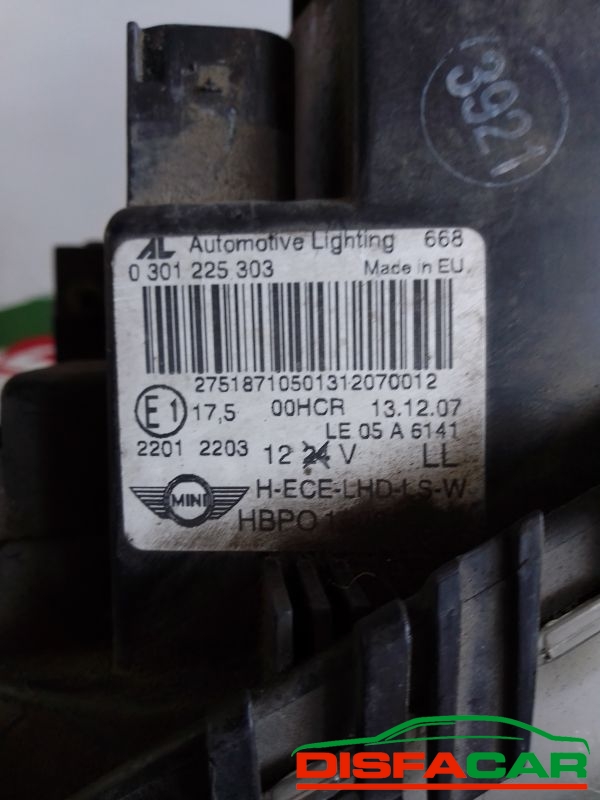 3921
AL Automotive Lighting 668
0 301 225 303 Made in EU
27518710501312070012
E1 17,5 00HCR 13.12.07
LE 05 A 6141
2201 2203 12 24 V LL
MINI H-ECE-LHD-LS-W
HBPO
DISFACAR